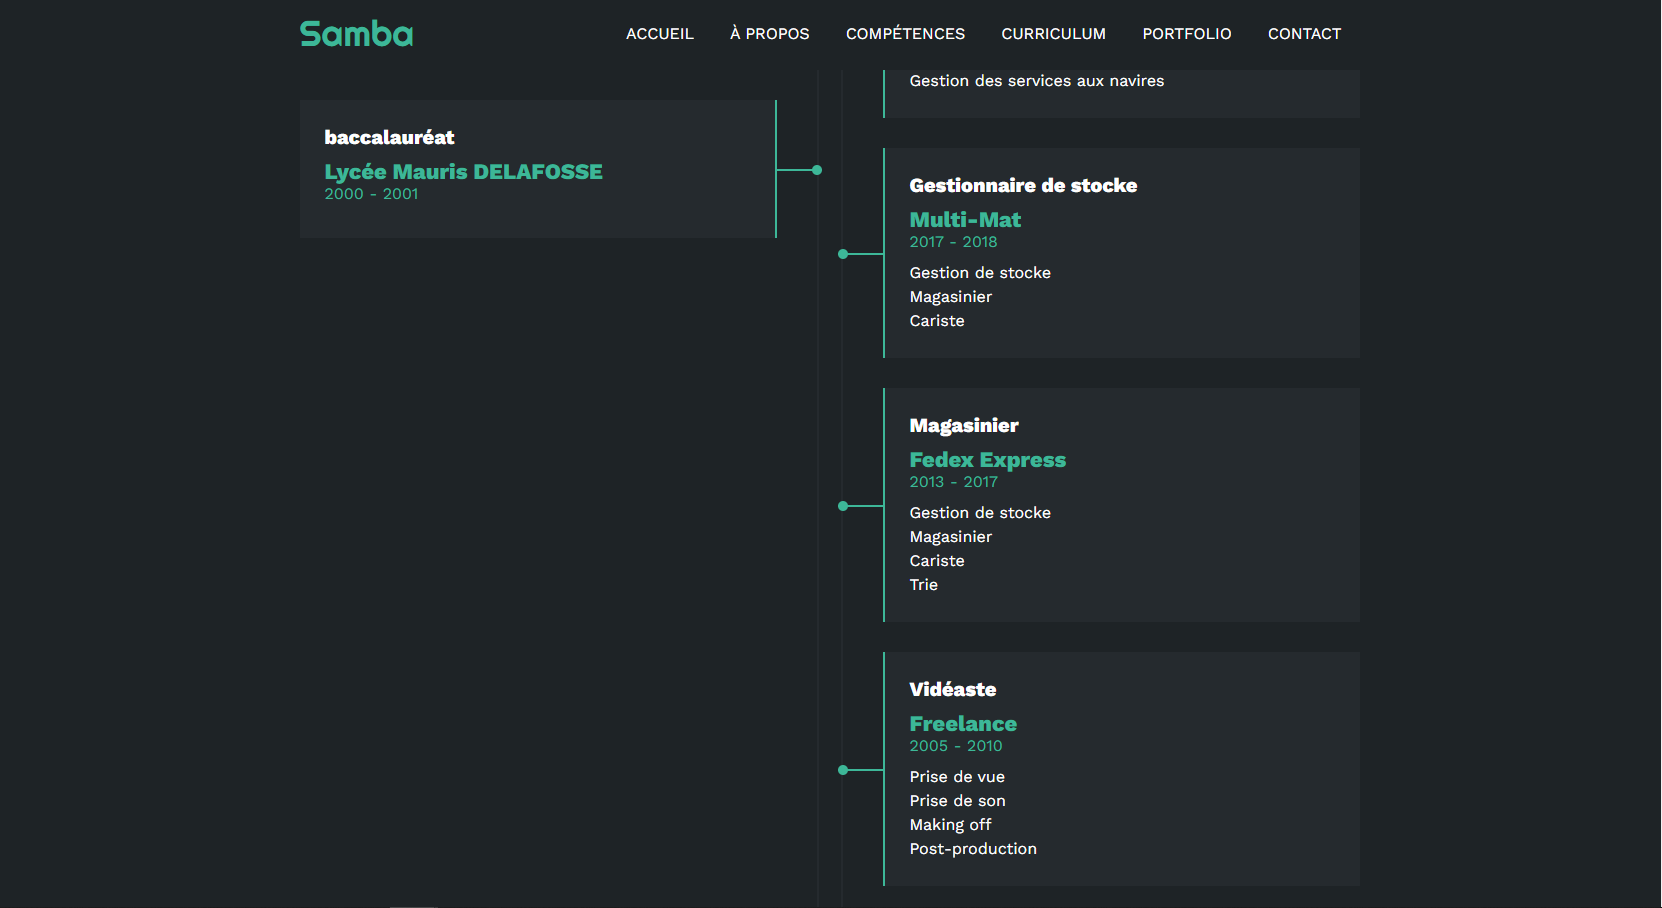 Samba
ACCUEIL À PROPOS COMPÉTENCES CURRICULUM PORTFOLIO CONTACT
baccalauréat
Lycée Mauris DELAFOSSE
2000 - 2001
Gestion des services aux navires
Gestionnaire de stocke
Multi-Mat
2017 - 2018
Gestion de stocke
Magasinier
Cariste
Magasinier
Fedex Express
2013 - 2017
Gestion de stocke
Magasinier
Cariste
Trie
Vidéaste
Freelance
2005 - 2010
Prise de vue
Prise de son
Making off
Post-production